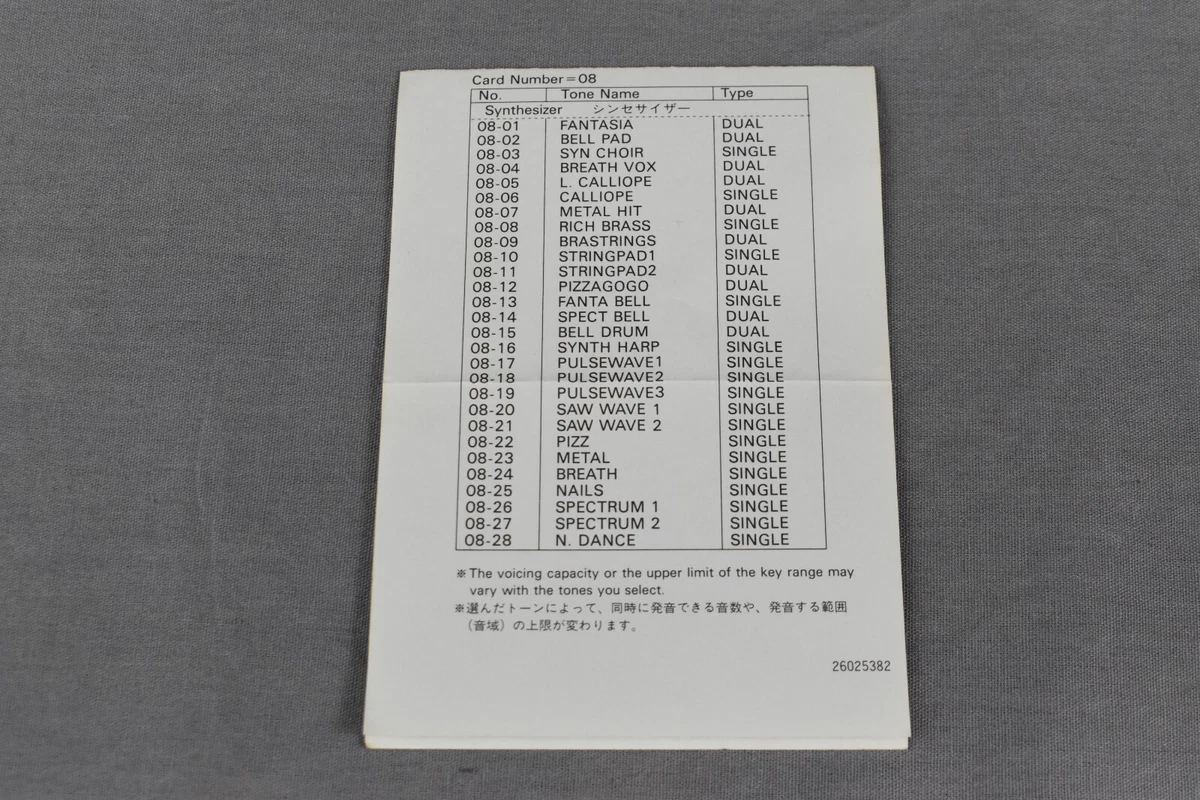 Card Number=08
No. Tone Name Type
Synthesizer シンセサイザー
08-01 FANTASIA DUAL
08-02 BELL PAD DUAL
08-03 SYN CHOIR SINGLE
08-04 BREATH VOX DUAL
08-05 L. CALLIOPE DUAL
08-06 CALLIOPE SINGLE
08-07 METAL HIT DUAL
08-08 RICH BRASS SINGLE
08-09 BRASTRINGS DUAL
08-10 STRINGPAD1 SINGLE
08-11 STRINGPAD2 DUAL
08-12 PIZZAGOGO DUAL
08-13 FANTA BELL SINGLE
08-14 SPECT BELL DUAL
08-15 BELL DRUM DUAL
08-16 SYNTH HARP SINGLE
08-17 PULSEWAVE1 SINGLE
08-18 PULSEWAVE2 SINGLE
08-19 PULSEWAVE3 SINGLE
08-20 SAW WAVE 1 SINGLE
08-21 SAW WAVE 2 SINGLE
08-22 PIZZ SINGLE
08-23 METAL SINGLE
08-24 BREATH SINGLE
08-25 NAILS SINGLE
08-26 SPECTRUM 1 SINGLE
08-27 SPECTRUM 2 SINGLE
08-28 N. DANCE SINGLE
※The voicing capacity or the upper limit of the key range may
vary with the tones you select.
※選んだトーンによって、同時に発音できる音数や、発音する範囲
（音域）の上限が変わります。
26025382